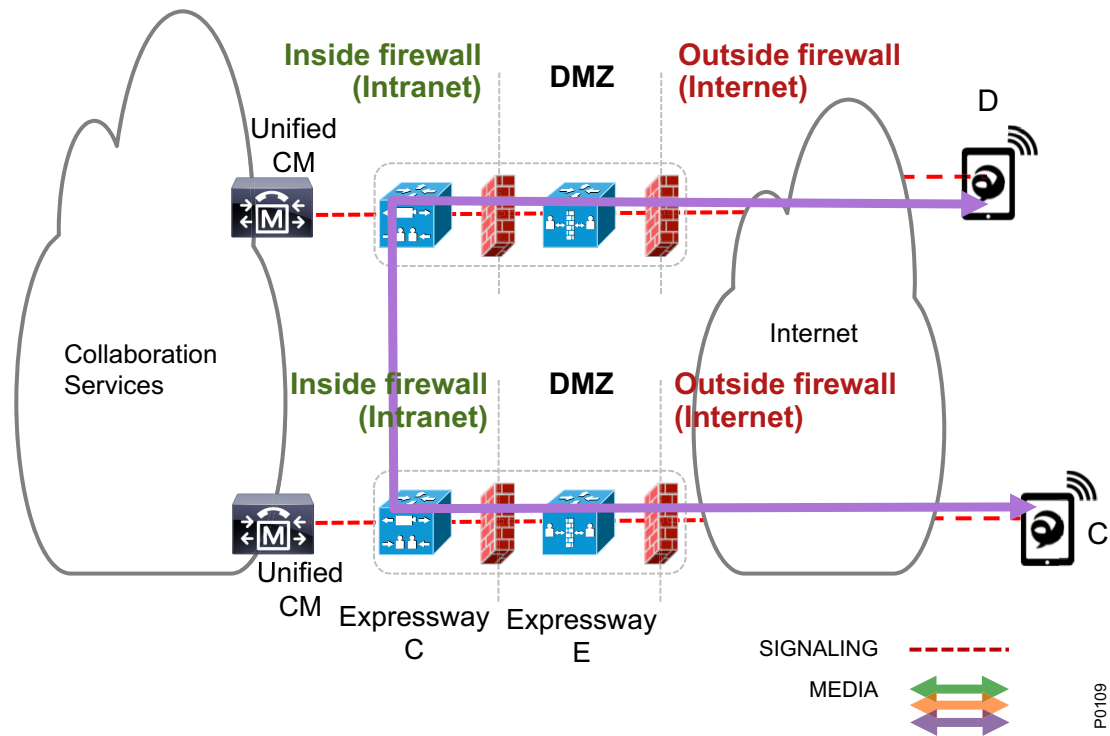 Inside firewall
(Intranet)
DMZ
Outside firewall
(Internet)
D
Unified
CM
M
Collaboration
Services
Internet
Inside firewall
(Intranet)
DMZ
Outside firewall
(Internet)
M
C
Unified
CM
Expressway
C
Expressway
E
SIGNALING
MEDIA
P0109